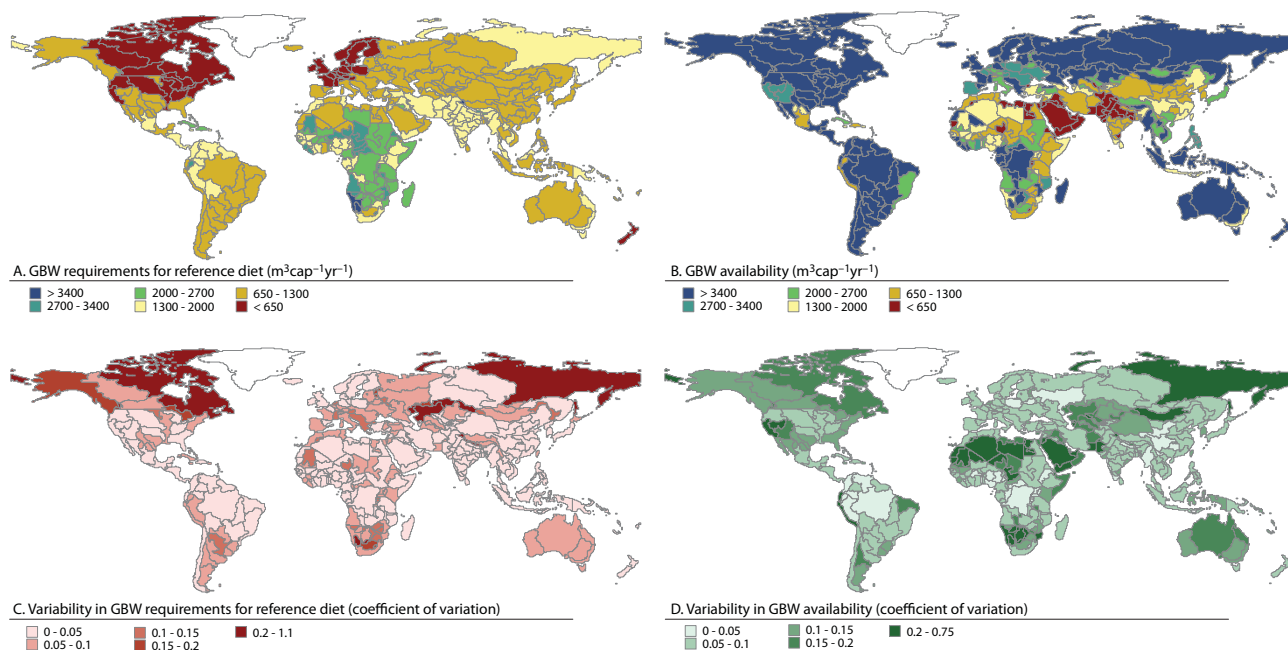 A. GBW requirements for reference diet (m³cap⁻¹yr⁻¹)
> 3400
2000 - 2700
650 - 1300
2700 - 3400
1300 - 2000
< 650
B. GBW availability (m³cap⁻¹yr⁻¹)
> 3400
2000 - 2700
650 - 1300
2700 - 3400
1300 - 2000
< 650
C. Variability in GBW requirements for reference diet (coefficient of variation)
0 - 0.05
0.1 - 0.15
0.2 - 1.1
0.05 - 0.1
0.15 - 0.2
D. Variability in GBW availability (coefficient of variation)
0 - 0.05
0.1 - 0.15
0.2 - 0.75
0.05 - 0.1
0.15 - 0.2